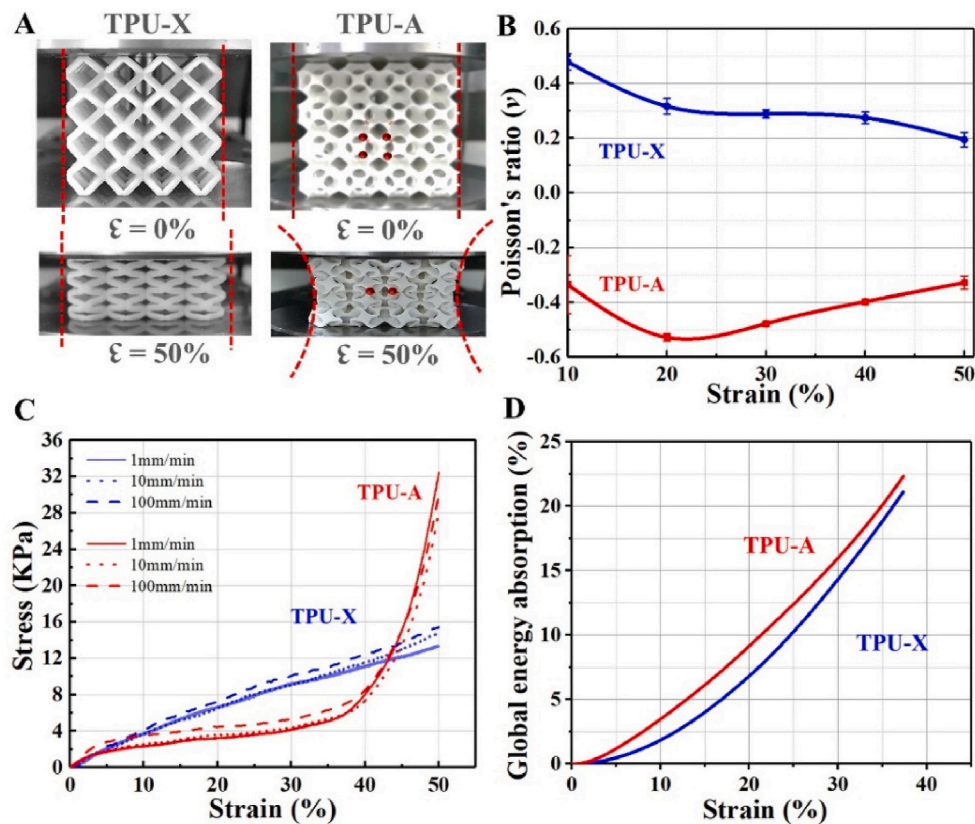 A
TPU-X
TPU-A
Ɛ = 0%
Ɛ = 0%
Ɛ = 50%
Ɛ = 50%
B
Poisson's ratio (ν)
0.6
0.4
0.2
0.0
-0.2
-0.4
-0.6
TPU-X
TPU-A
10
20
30
40
50
Strain (%)
C
Stress (KPa)
36
32
28
24
20
16
12
8
4
0
1mm/min
10mm/min
100mm/min
1mm/min
10mm/min
100mm/min
TPU-A
TPU-X
0
10
20
30
40
50
Strain (%)
D
Global energy absorption (%)
25
20
15
10
5
0
TPU-A
TPU-X
0
10
20
30
40
Strain (%)